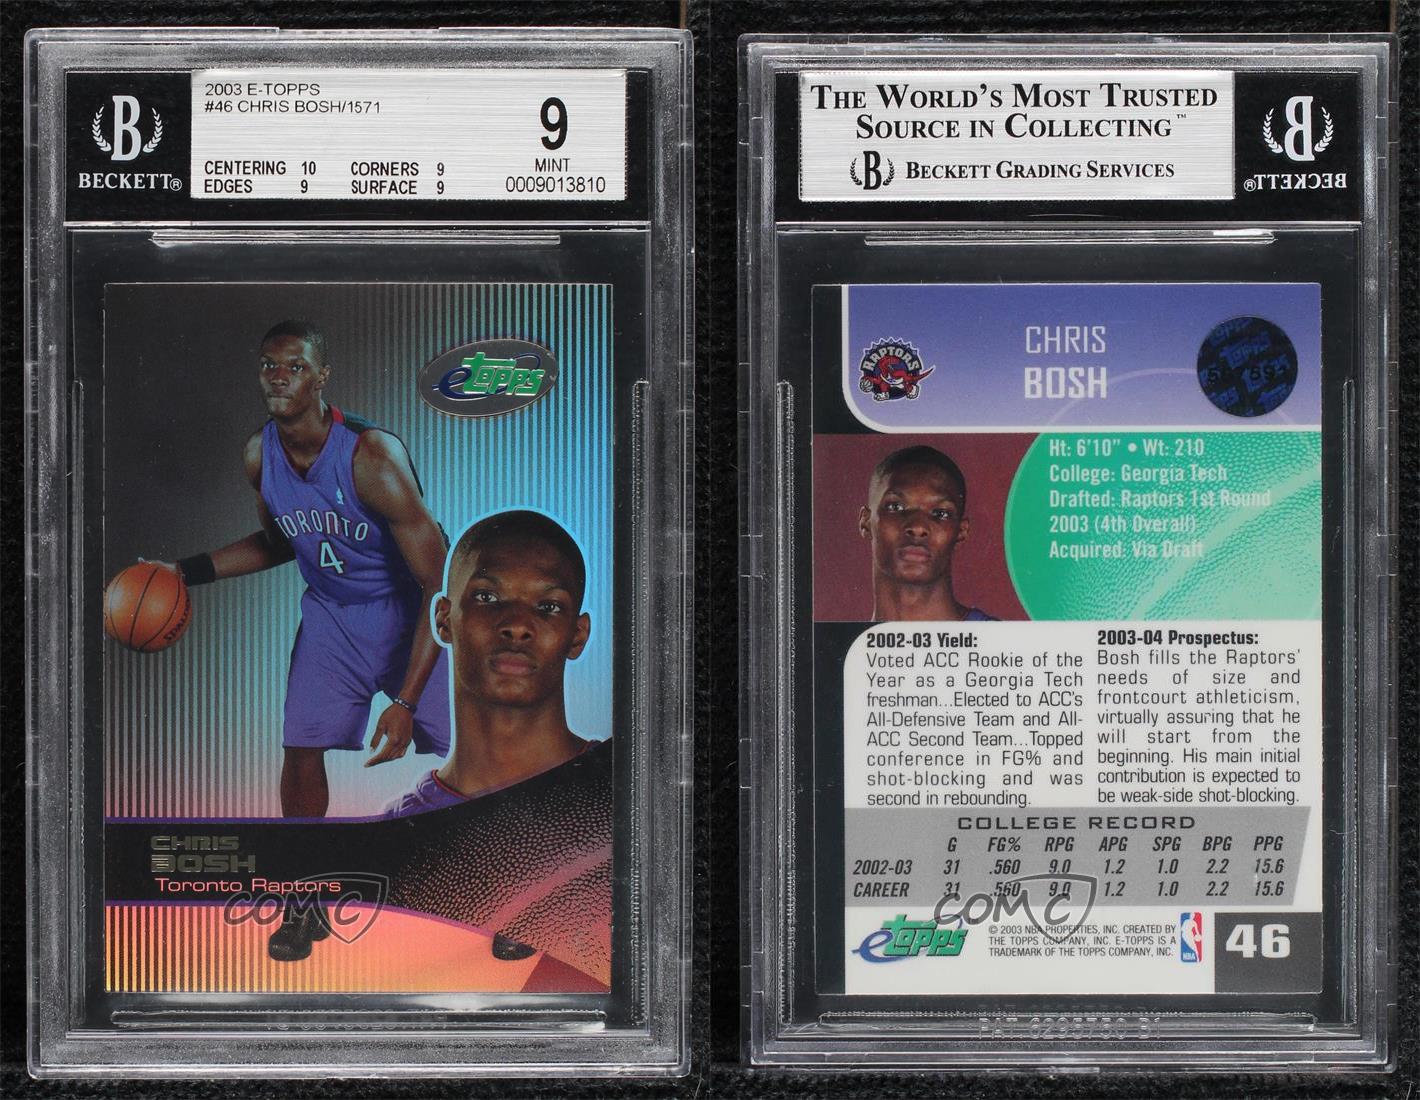 2003 E-TOPPS
#46 CHRIS BOSH/1571
CENTERING 10 CORNERS 9
EDGES 9 SURFACE 9
9
MINT
0009013810
B
BECKETT®
eTopps
TORONTO
4
SPALDING
CHRIS
BOSH
Toronto Raptors
COMC
THE WORLD'S MOST TRUSTED
SOURCE IN COLLECTING™
B BECKETT GRADING SERVICES
B
BECKETT®
RAPTORS
CHRIS
BOSH
Topps
Ht: 6'10" • Wt: 210
College: Georgia Tech
Drafted: Raptors 1st Round
2003 (4th Overall)
Acquired: Via Draft
2002-03 Yield:
Voted ACC Rookie of the
Year as a Georgia Tech
freshman...Elected to ACC's
All-Defensive Team and All-
ACC Second Team...Topped
conference in FG% and
shot-blocking and was
second in rebounding.
2003-04 Prospectus:
Bosh fills the Raptors'
needs of size and
frontcourt athleticism,
virtually assuring that he
will start from the
beginning. His main initial
contribution is expected to
be weak-side shot-blocking.
COLLEGE RECORD
G FG% RPG APG SPG BPG PPG
2002-03 31 .560 9.0 1.2 1.0 2.2 15.6
CAREER 31 .560 9.0 1.2 1.0 2.2 15.6
COMC
eTopps
© 2003 NBA PROPERTIES, INC. CREATED BY
THE TOPPS COMPANY, INC. E-TOPPS IS A
TRADEMARK OF THE TOPPS COMPANY, INC.
NBA
46